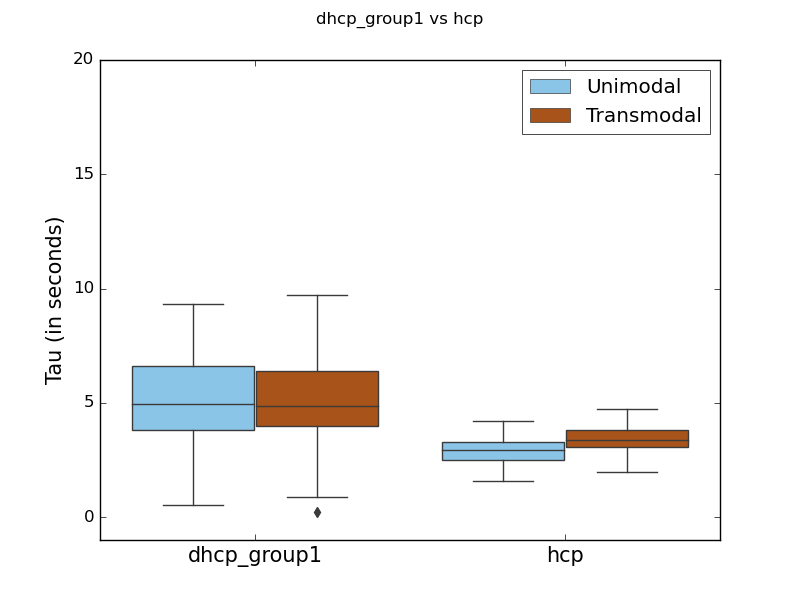 dhcp_group1 vs hcp
20
15
10
5
0
Tau (in seconds)
Unimodal
Transmodal
dhcp_group1
hcp